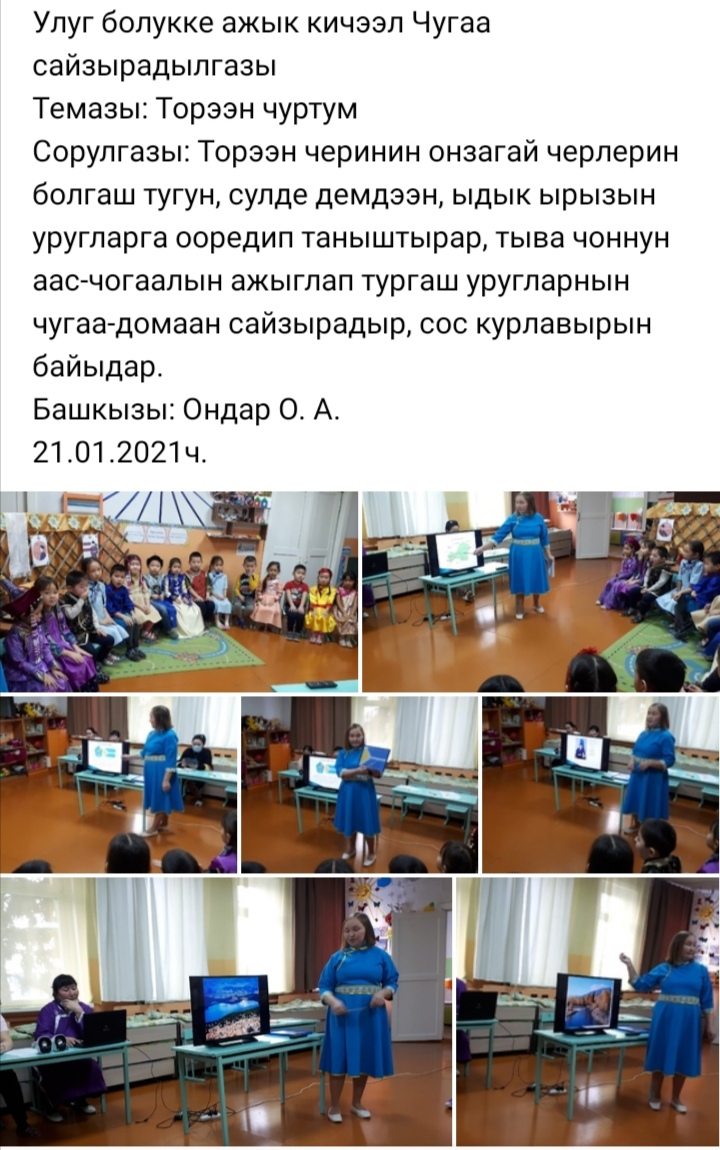 Улуг болукке ажык кичээл Чугаа
сайзырадылгазы
Темазы: Торээн чуртум
Сорулгазы: Торээн черинин онзагай черлерин
болгаш тугун, сулде демдээн, ыдык ырызын
уругларга ооредип таныштырар, тыва чоннун
аас-чогаалын ажыглап тургаш уругларнын
чугаа-домаан сайзырадыр, сос курлавырын
байыдар.
Башкызы: Ондар О. А.
21.01.2021ч.